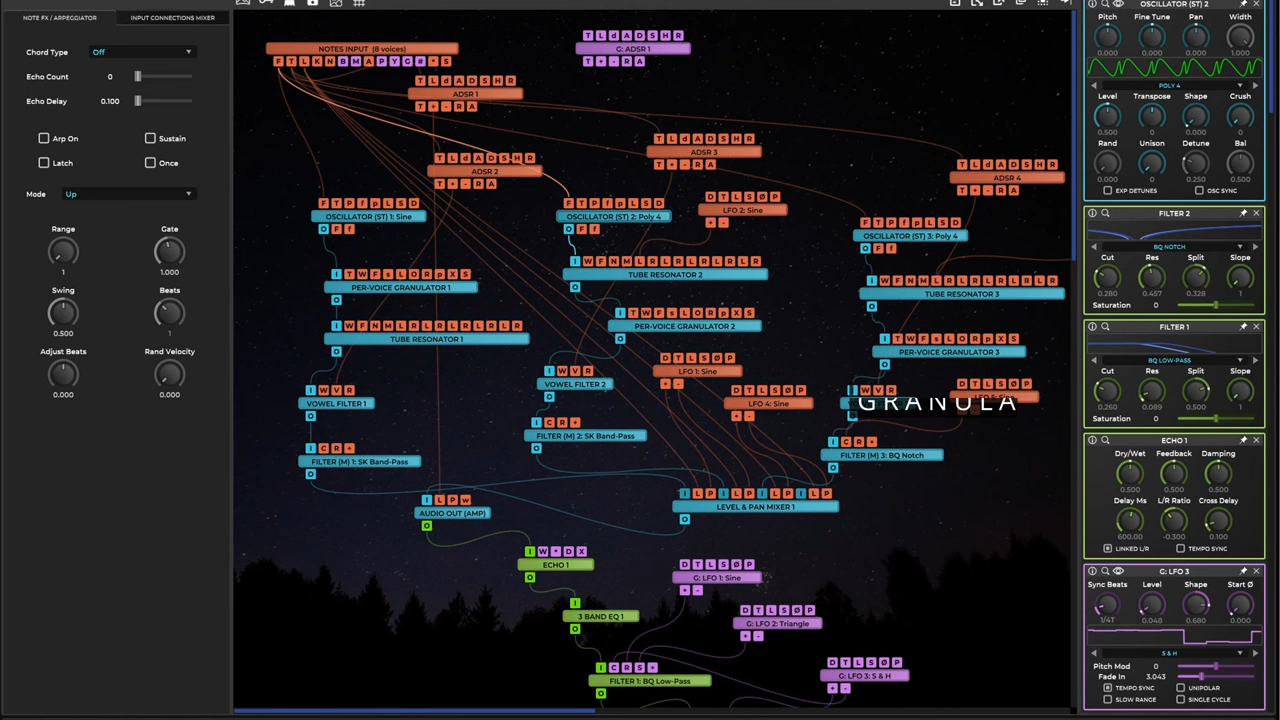 NOTE FX / ARPEGGIATOR
INPUT CONNECTIONS MIXER
Chord Type
Off
Echo Count
0
Echo Delay
0.100
Arp On
Sustain
Latch
Once
Mode
Up
Range
Gate
1
1.000
Swing
Beats
0.500
1
Adjust Beats
Rand Velocity
0.000
0.000
NOTES INPUT (8 voices)
F T L K N B M A P Y G # * S
T L d A D S H R
G: ADSR 1
T + - R A
T L d A D S H R
ADSR 1
T + - R A
T L d A D S H R
ADSR 2
T + - R A
T L d A D S H R
ADSR 3
T + - R A
T L d A D S H R
ADSR 4
T + - R A
F T P f p L S D
OSCILLATOR (ST) 1: Sine
O F f
F T P f p L S D
OSCILLATOR (ST) 2: Poly 4
O F f
D T L S Ø P
LFO 2: Sine
+ -
F T P f p L S D
OSCILLATOR (ST) 3: Poly 4
O F f
I T W F s L O R p X S
PER-VOICE GRANULATOR 1
O
I W F N M L R L R L R L R L R
TUBE RESONATOR 2
O
I W F N M L R L R L R L R L R
TUBE RESONATOR 3
O
I W F N M L R L R L R L R L R
TUBE RESONATOR 1
O
I T W F s L O R p X S
PER-VOICE GRANULATOR 2
O
I T W F s L O R p X S
PER-VOICE GRANULATOR 3
O
D T L S Ø P
LFO 1: Sine
+ -
I W V R
VOWEL FILTER 2
O
I W V R
VOWEL FILTER 1
O
D T L S Ø P
LFO 4: Sine
+ -
I W V R
D T L S Ø P
GRANULA
I C R +
FILTER (M) 1: SK Band-Pass
O
I C R +
FILTER (M) 2: SK Band-Pass
O
I C R +
FILTER (M) 3: BQ Notch
O
I L P w
AUDIO OUT (AMP)
O
I L P I L P I L P I L P
LEVEL & PAN MIXER 1
O
I W * D X
ECHO 1
O
D T L S Ø P
G: LFO 1: Sine
+ -
I
3 BAND EQ 1
O
D T L S Ø P
G: LFO 2: Triangle
+ -
I C R S +
FILTER 1: BQ Low-Pass
O
D T L S Ø P
G: LFO 3: S & H
+ -
OSCILLATOR (ST) 2
Pitch Fine Tune Pan Width
0.000 0.000 0.000 1.000
POLY 4
Level Transpose Shape Crush
0.500 0 0.000 0.000
Rand Unison Detune Bal
0.000 0 0.250 0.500
EXP DETUNES
OSC SYNC
FILTER 2
BQ NOTCH
Cut Res Split Slope
0.280 0.457 0.328 1
Saturation 0
FILTER 1
BQ LOW-PASS
Cut Res Split Slope
0.260 0.089 0.500 1
Saturation 0
ECHO 1
Dry/Wet Feedback Damping
0.500 0.500 0.500
Delay Ms L/R Ratio Cross Delay
600.00 -0.300 0.100
LINKED L/R
TEMPO SYNC
G: LFO 3
Sync Beats Level Shape Start Ø
1/4T 0.048 0.680 0.000
S & H
Pitch Mod 0
Fade In 3.043
TEMPO SYNC
UNIPOLAR
SLOW RANGE
SINGLE CYCLE